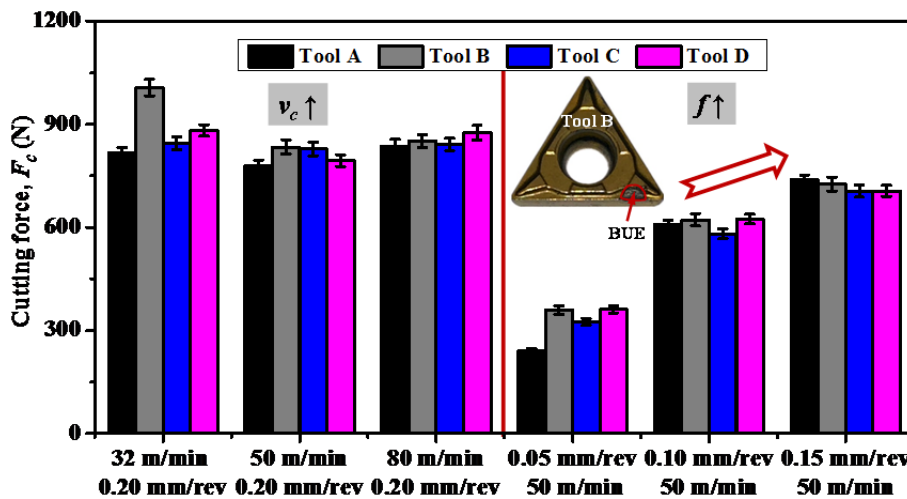 1200
900
600
300
0
Cutting force, F_c (N)
Tool A Tool B Tool C Tool D
v_c ↑
f ↑
Tool B
BUE
32 m/min 50 m/min 80 m/min 0.05 mm/rev 0.10 mm/rev 0.15 mm/rev
0.20 mm/rev 0.20 mm/rev 0.20 mm/rev 50 m/min 50 m/min 50 m/min